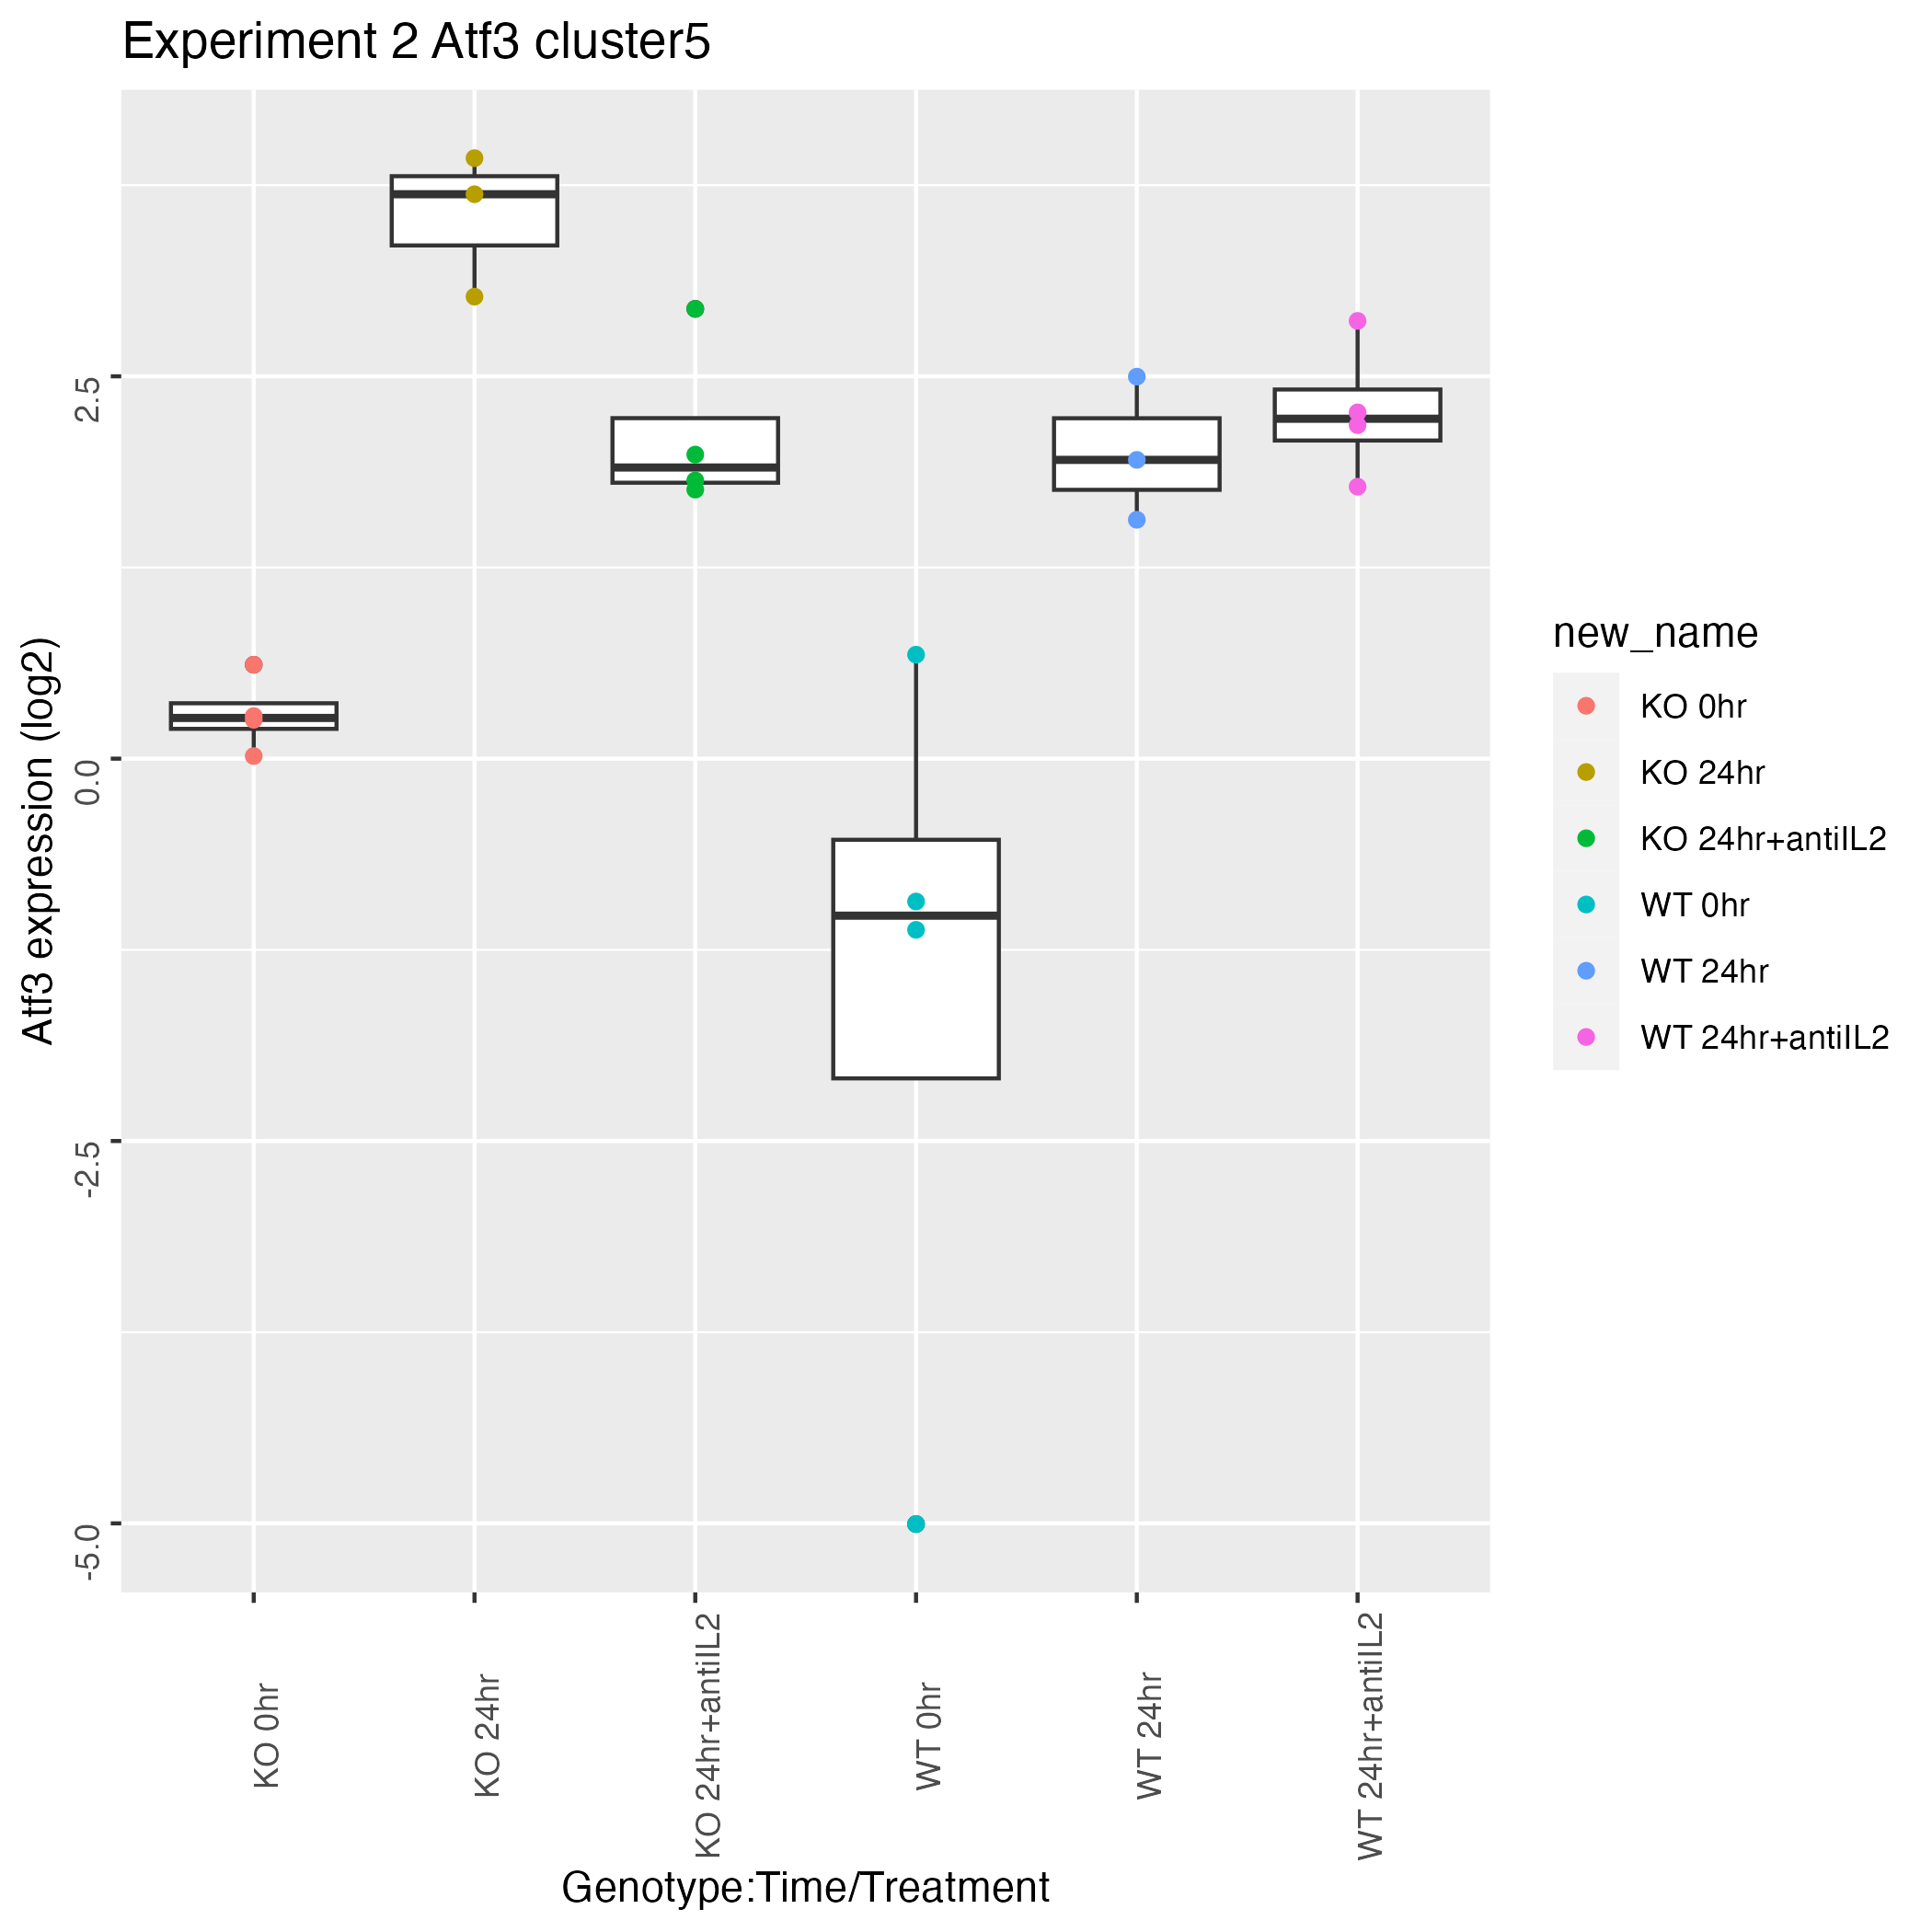 Experiment 2 Atf3 cluster5
Atf3 expression (log2)
2.5
0.0
-2.5
-5.0
KO 0hr
KO 24hr
KO 24hr+antiIL2
WT 0hr
WT 24hr
WT 24hr+antiIL2
Genotype:Time/Treatment
new_name
KO 0hr
KO 24hr
KO 24hr+antiIL2
WT 0hr
WT 24hr
WT 24hr+antiIL2